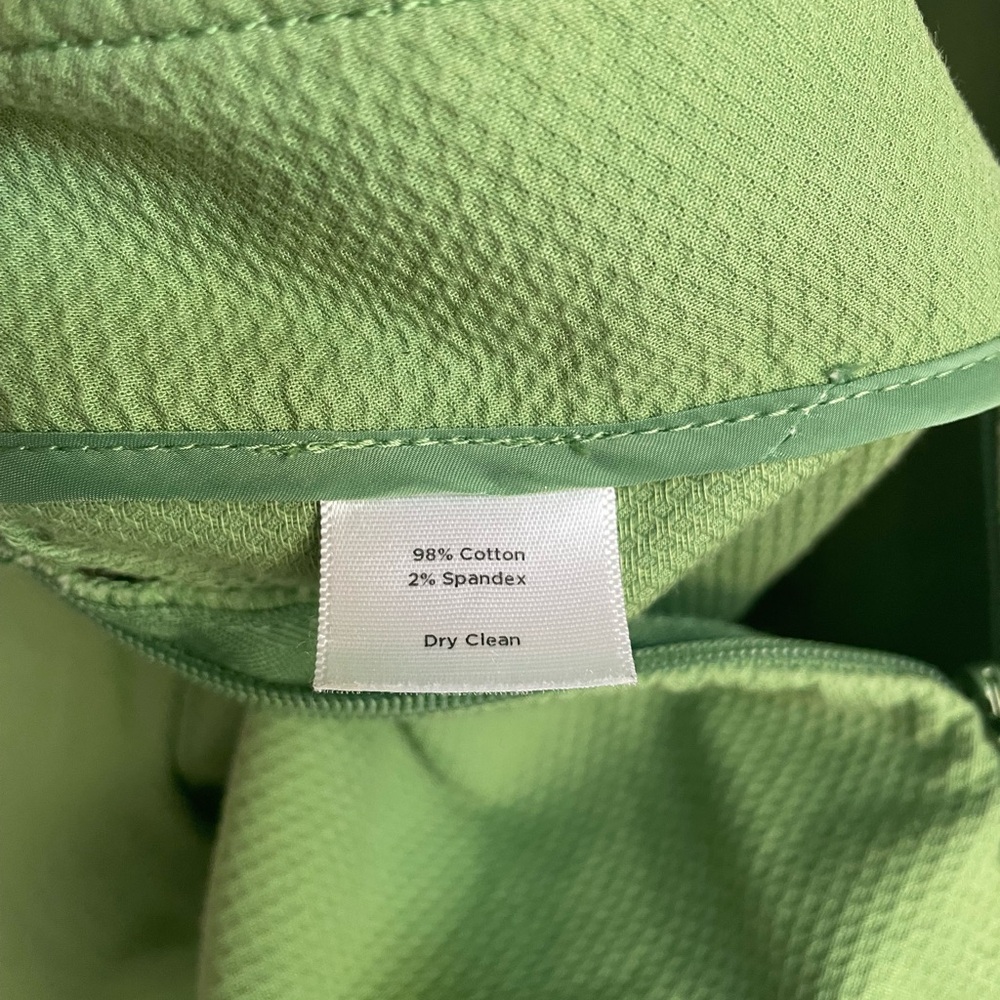 98% Cotton
2% Spandex
Dry Clean